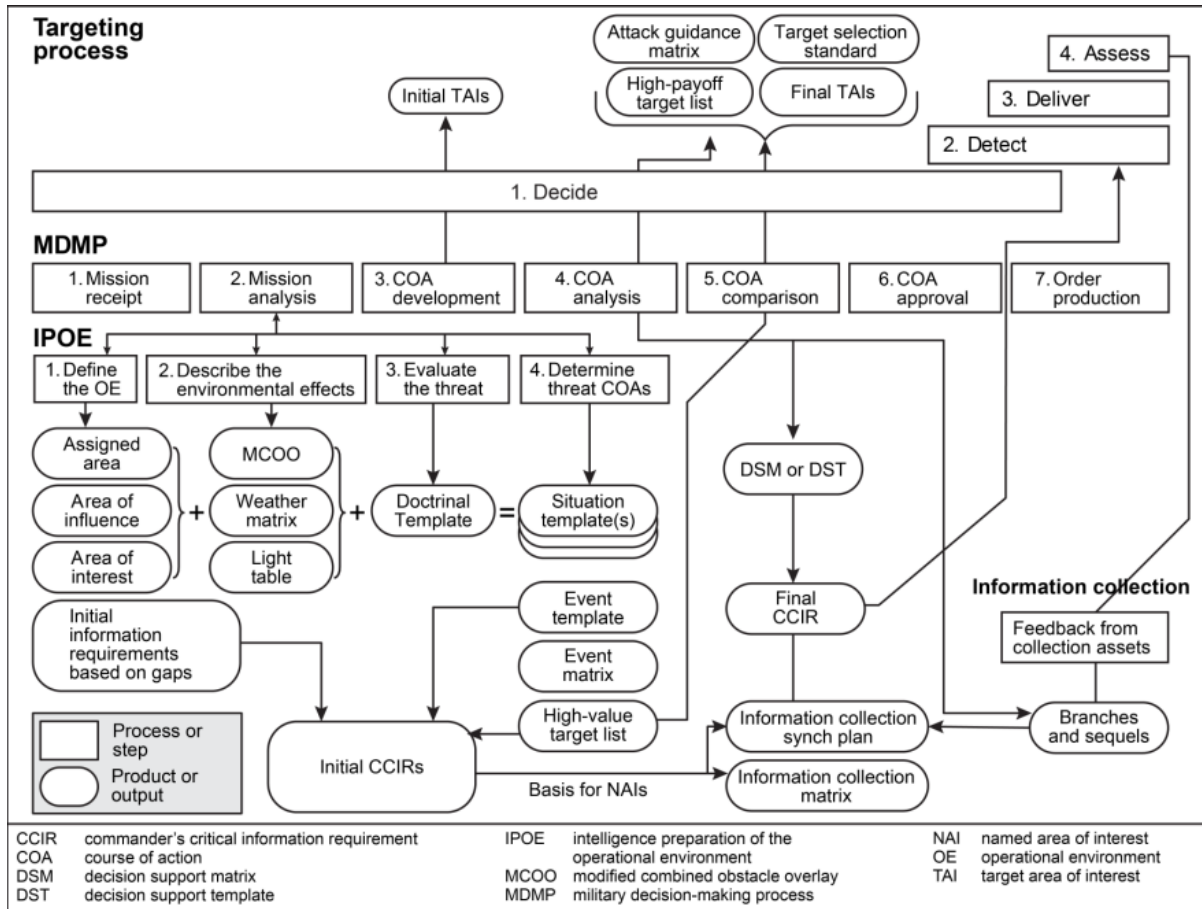 Targeting
process
Attack guidance
matrix
Target selection
standard
4. Assess
Initial TAIs
High-payoff
target list
Final TAIs
3. Deliver
2. Detect
1. Decide
MDMP
1. Mission
receipt
2. Mission
analysis
3. COA
development
4. COA
analysis
5. COA
comparison
6. COA
approval
7. Order
production
IPOE
1. Define
the OE
2. Describe the
environmental effects
3. Evaluate
the threat
4. Determine
threat COAs
Assigned
area
Area of
influence
Area of
interest
+
MCOO
Weather
matrix
Light
table
+
Doctrinal
Template
=
Situation
template(s)
DSM or DST
Initial
information
requirements
based on gaps
Event
template
Event
matrix
High-value
target list
Final
CCIR
Information collection
Feedback from
collection assets
Process or
step
Product or
output
Initial CCIRs
Basis for NAIs
Information collection
synch plan
Information collection
matrix
Branches
and sequels
CCIR commander's critical information requirement
COA course of action
DSM decision support matrix
DST decision support template
IPOE intelligence preparation of the
operational environment
MCOO modified combined obstacle overlay
MDMP military decision-making process
NAI named area of interest
OE operational environment
TAI target area of interest